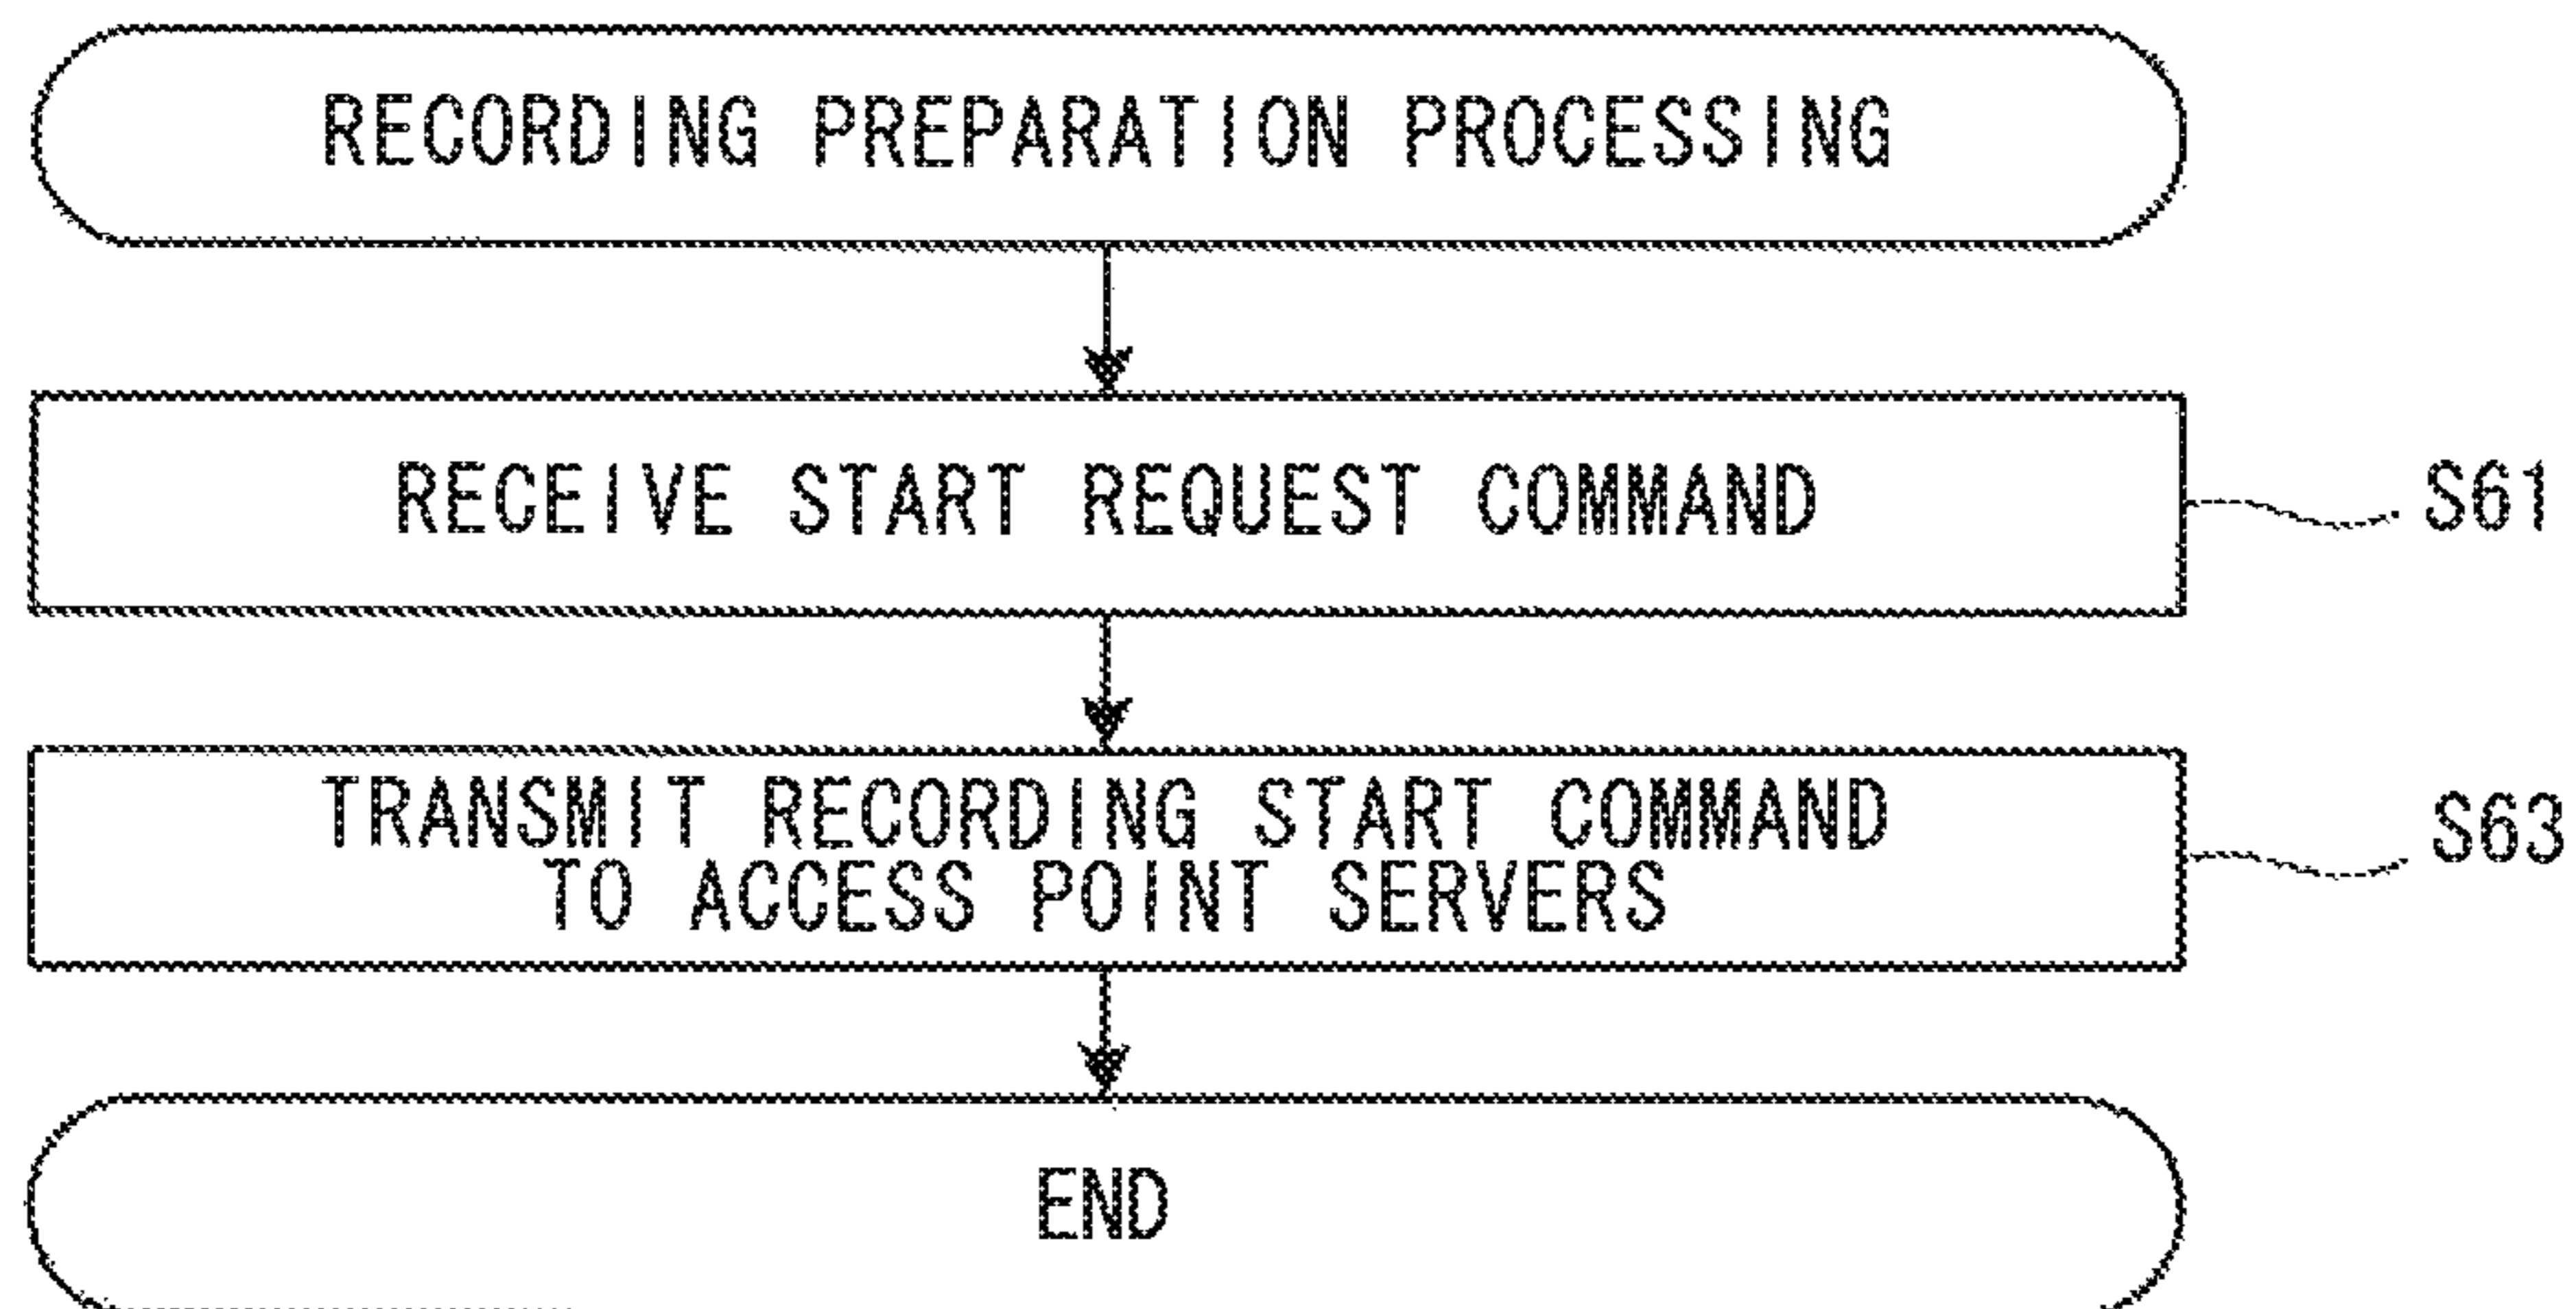 RECORDING PREPARATION PROCESSING
RECEIVE START REQUEST COMMAND
S61
TRANSMIT RECORDING START COMMAND
TO ACCESS POINT SERVERS
S63
END